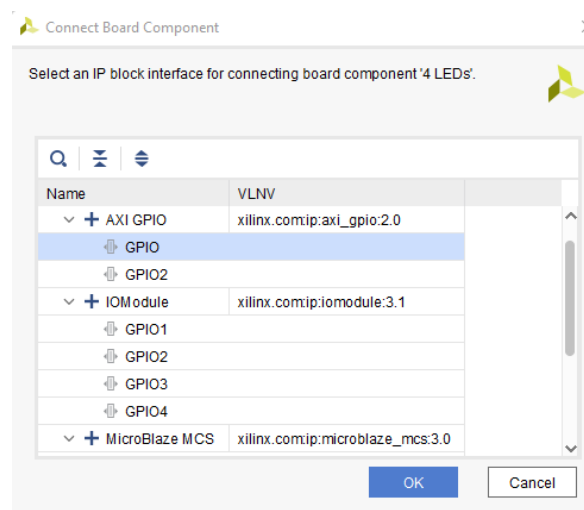 Connect Board Component
Select an IP block interface for connecting board component '4 LEDs'.
Name VLNV
AXI GPIO xilinx.com:ip:axi_gpio:2.0
GPIO
GPIO2
IOModule xilinx.com:ip:iomodule:3.1
GPIO1
GPIO2
GPIO3
GPIO4
MicroBlaze MCS xilinx.com:ip:microblaze_mcs:3.0
OK Cancel